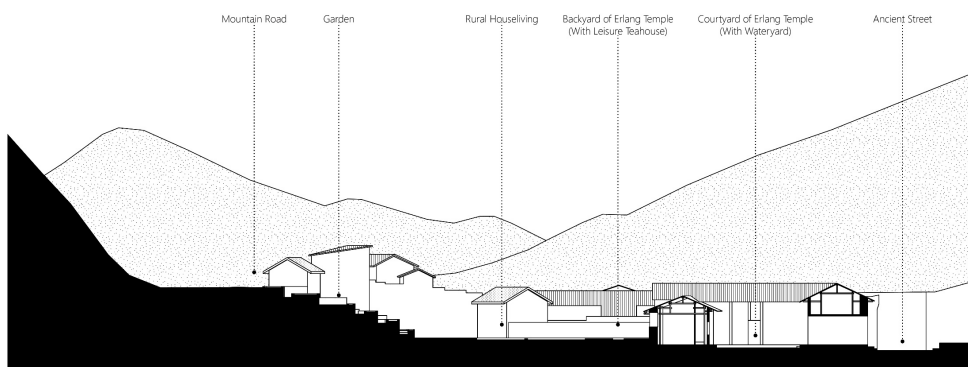 Mountain Road
Garden
Rural Houseliving
Backyard of Erlang Temple
(With Leisure Teahouse)
Courtyard of Erlang Temple
(With Wateryard)
Ancient Street